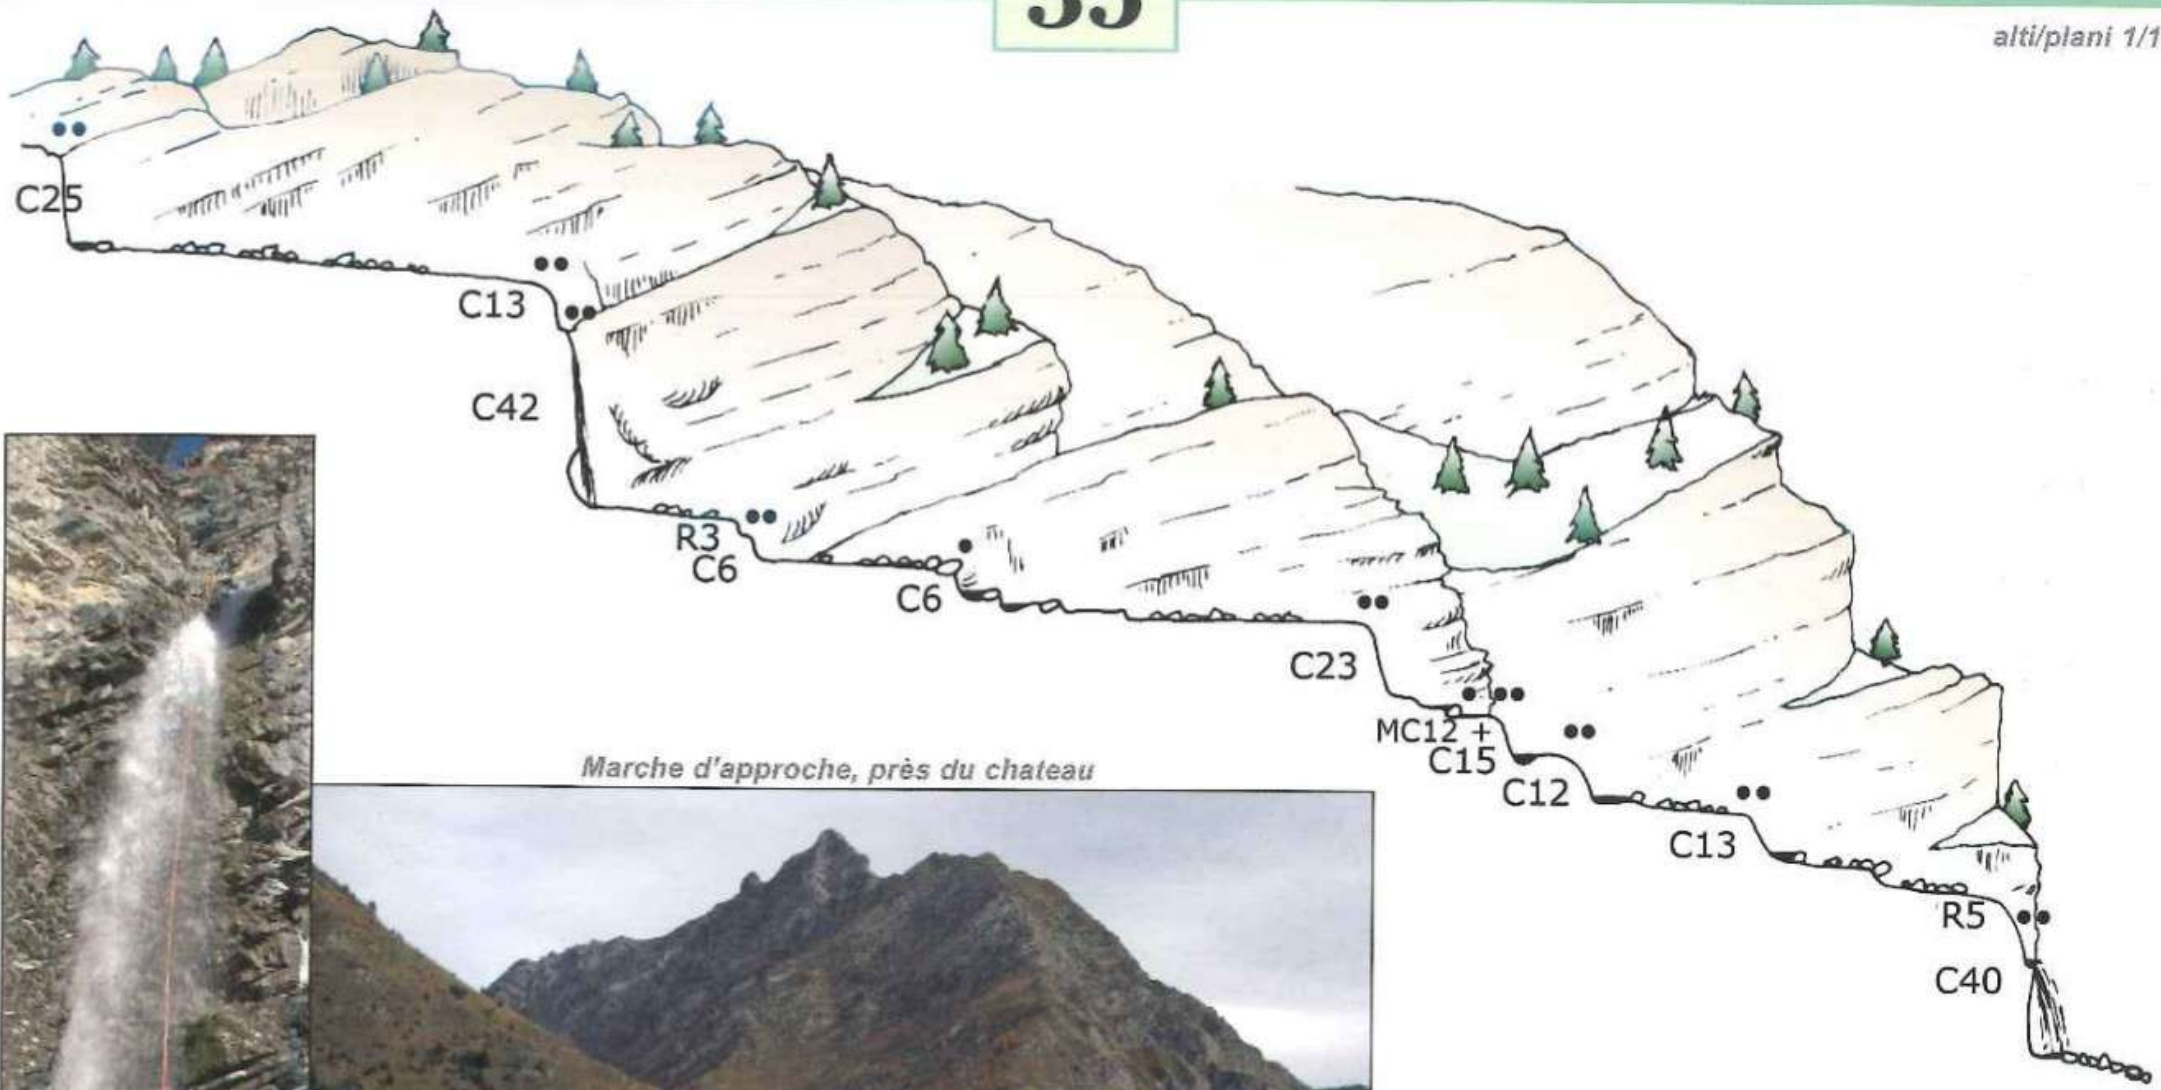 35
alti/plani 1/1
C25
C13
C42
R3
C6
C6
C23
MC12 +
C15
C12
C13
R5
C40
Marche d'approche, près du chateau